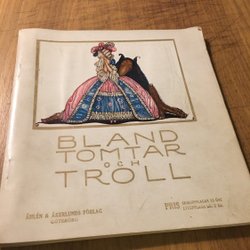 BLAND
TOMTAR
OCH
TROLL
ÅHLÉN & ÅKERLUNDS FÖRLAG
GÖTEBORG
PRIS